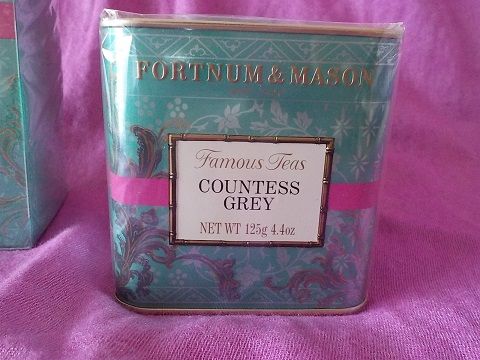 FORTNUM & MASON
Famous Teas
COUNTESS
GREY
NET WT 125g 4.4oz